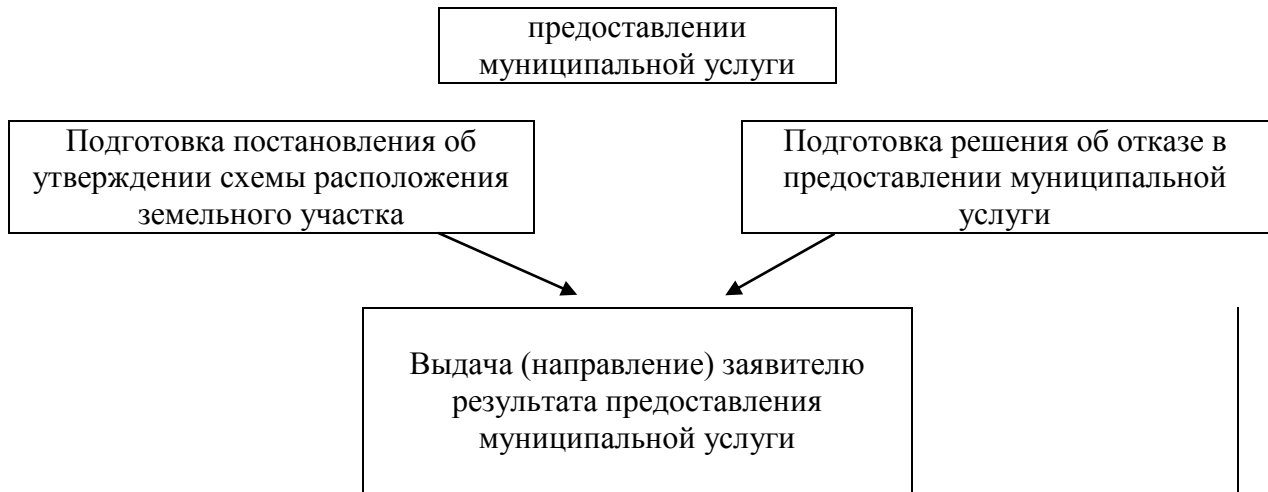 предоставлении
муниципальной услуги
Подготовка постановления об
утверждении схемы расположения
земельного участка
Подготовка решения об отказе в
предоставлении муниципальной
услуги
Выдача (направление) заявителю
результата предоставления
муниципальной услуги